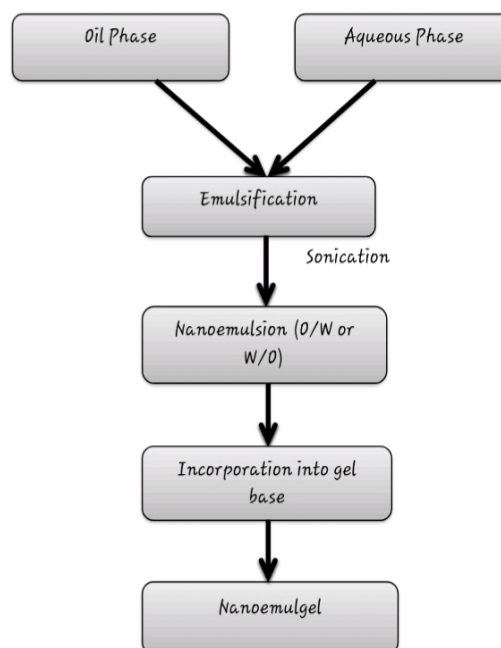 Oil Phase
Aqueous Phase
Emulsification
Sonication
Nanoemulsion (O/W or
W/O)
Incorporation into gel
base
Nanoemulgel